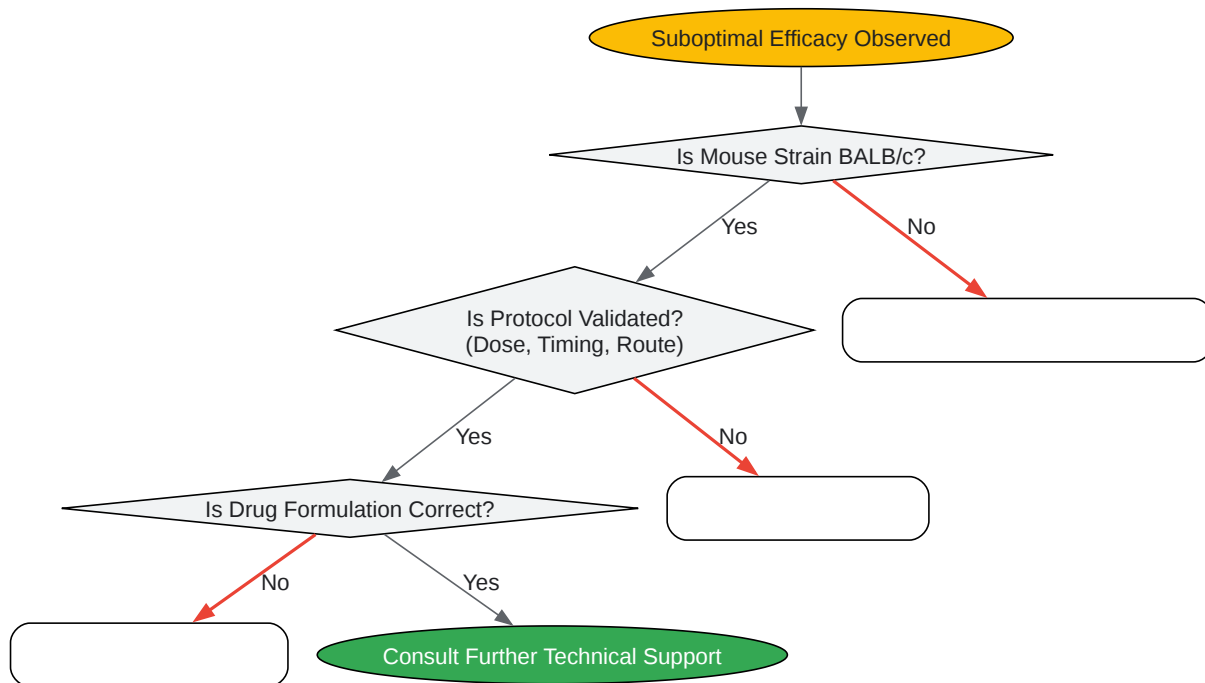 Suboptimal Efficacy Observed
Is Mouse Strain BALB/c?
Yes
No
Is Protocol Validated?
(Dose, Timing, Route)
Yes
No
Is Drug Formulation Correct?
No
Yes
Consult Further Technical Support